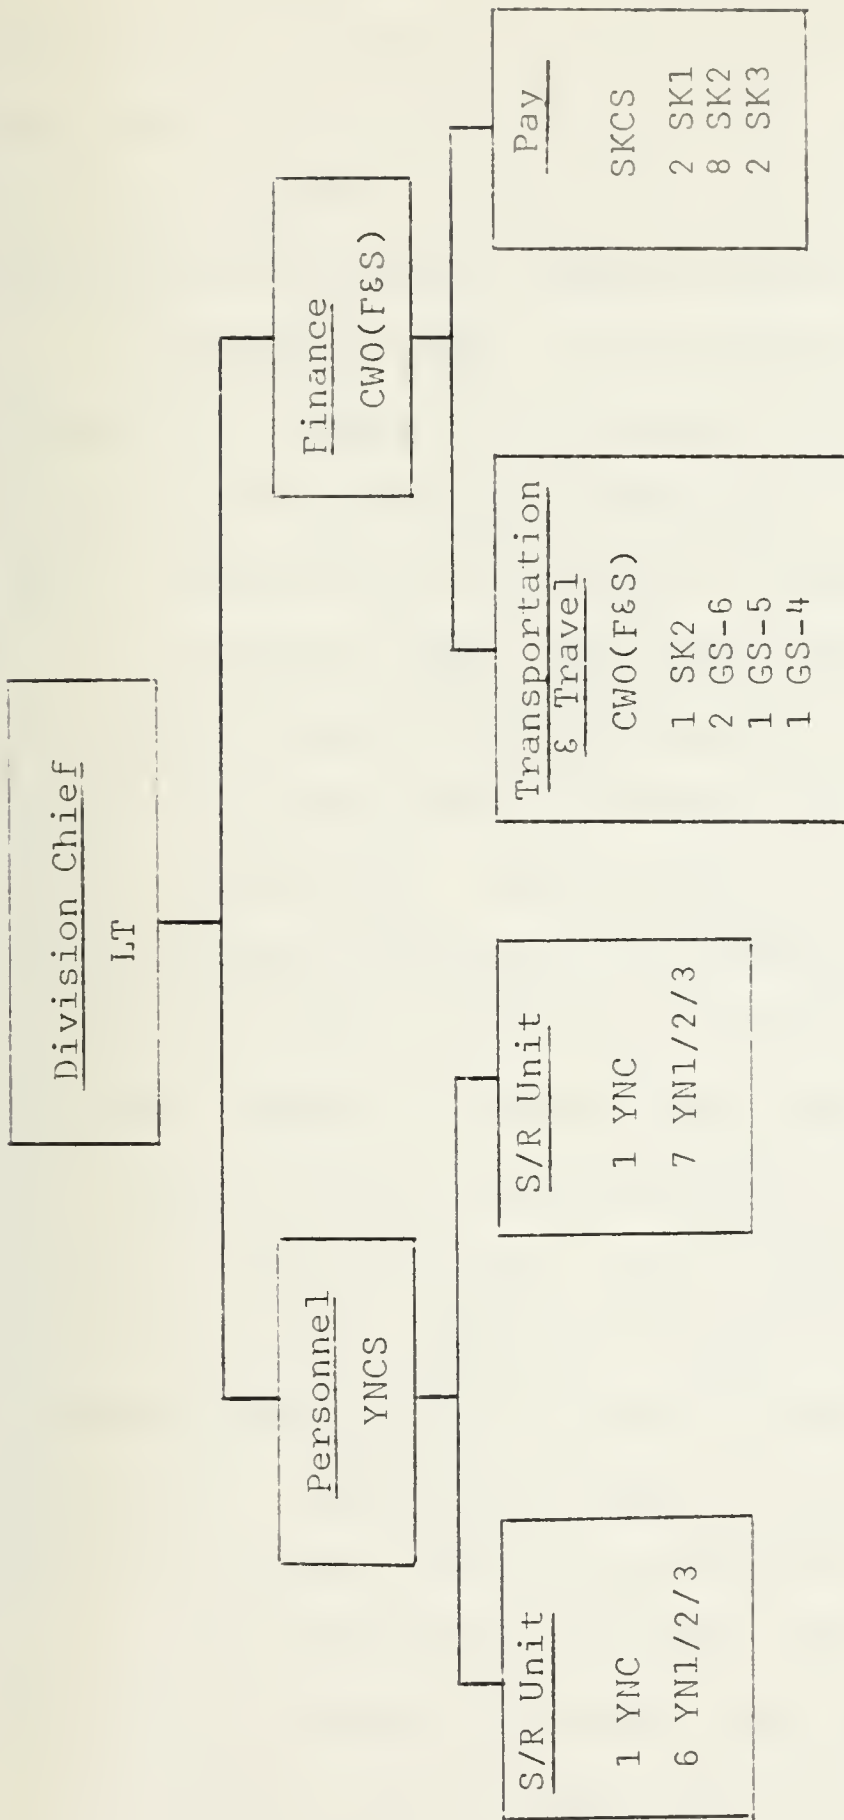 Division Chief
LT
Personnel
YNCS
Finance
CWO(F&S)
S/R Unit
1 YNC
6 YN1/2/3
S/R Unit
1 YNC
7 YN1/2/3
Transportation
& Travel
CWO(F&S)
1 SK2
2 GS-6
1 GS-5
1 GS-4
Pay
SKCS
2 SK1
8 SK2
2 SK3